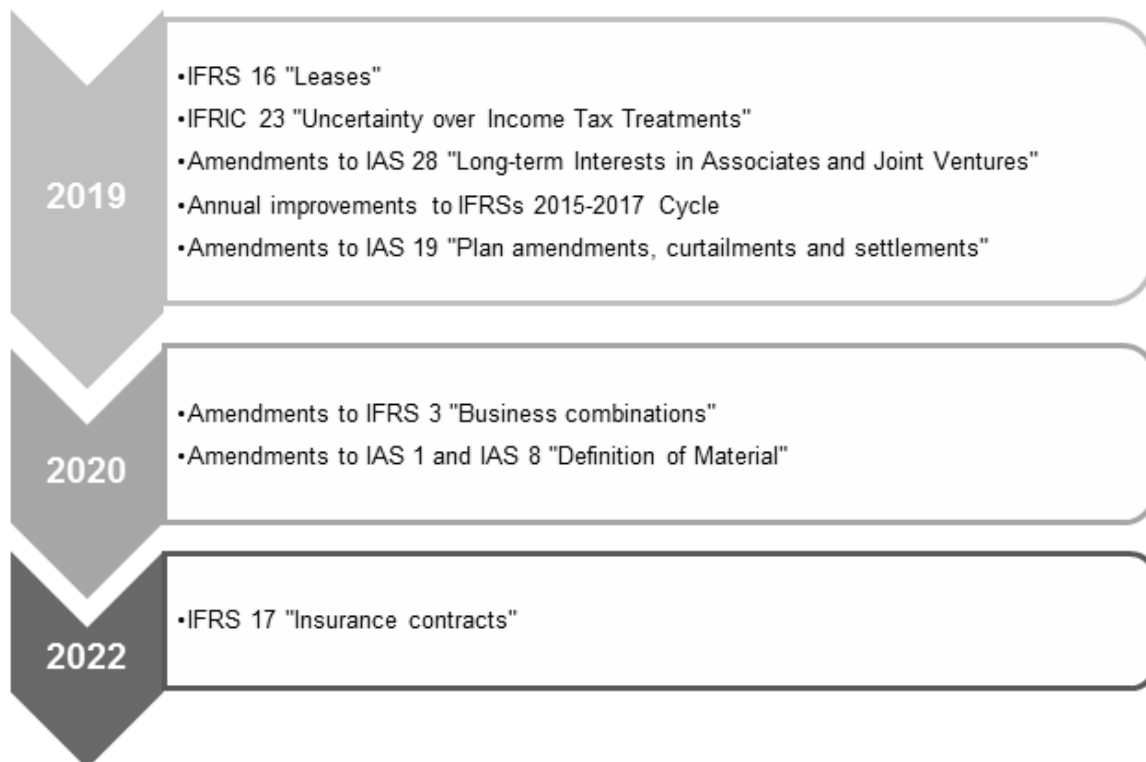 2019
•IFRS 16 "Leases"
•IFRIC 23 "Uncertainty over Income Tax Treatments"
•Amendments to IAS 28 "Long-term Interests in Associates and Joint Ventures"
•Annual improvements to IFRSs 2015-2017 Cycle
•Amendments to IAS 19 "Plan amendments, curtailments and settlements"
2020
•Amendments to IFRS 3 "Business combinations"
•Amendments to IAS 1 and IAS 8 "Definition of Material"
2022
•IFRS 17 "Insurance contracts"